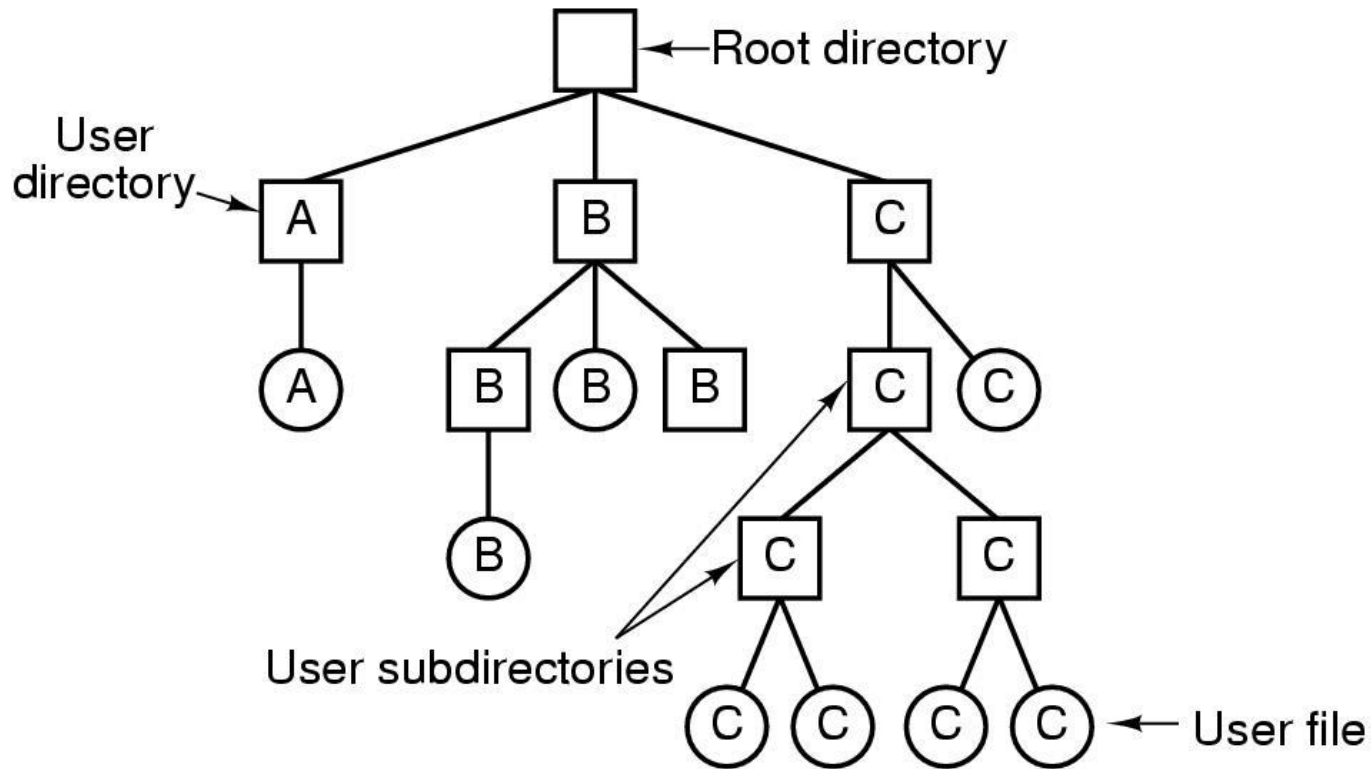 Root directory
User
directory
A
B
C
A
B
B
B
C
C
B
C
C
User subdirectories
C
C
C
C
User file